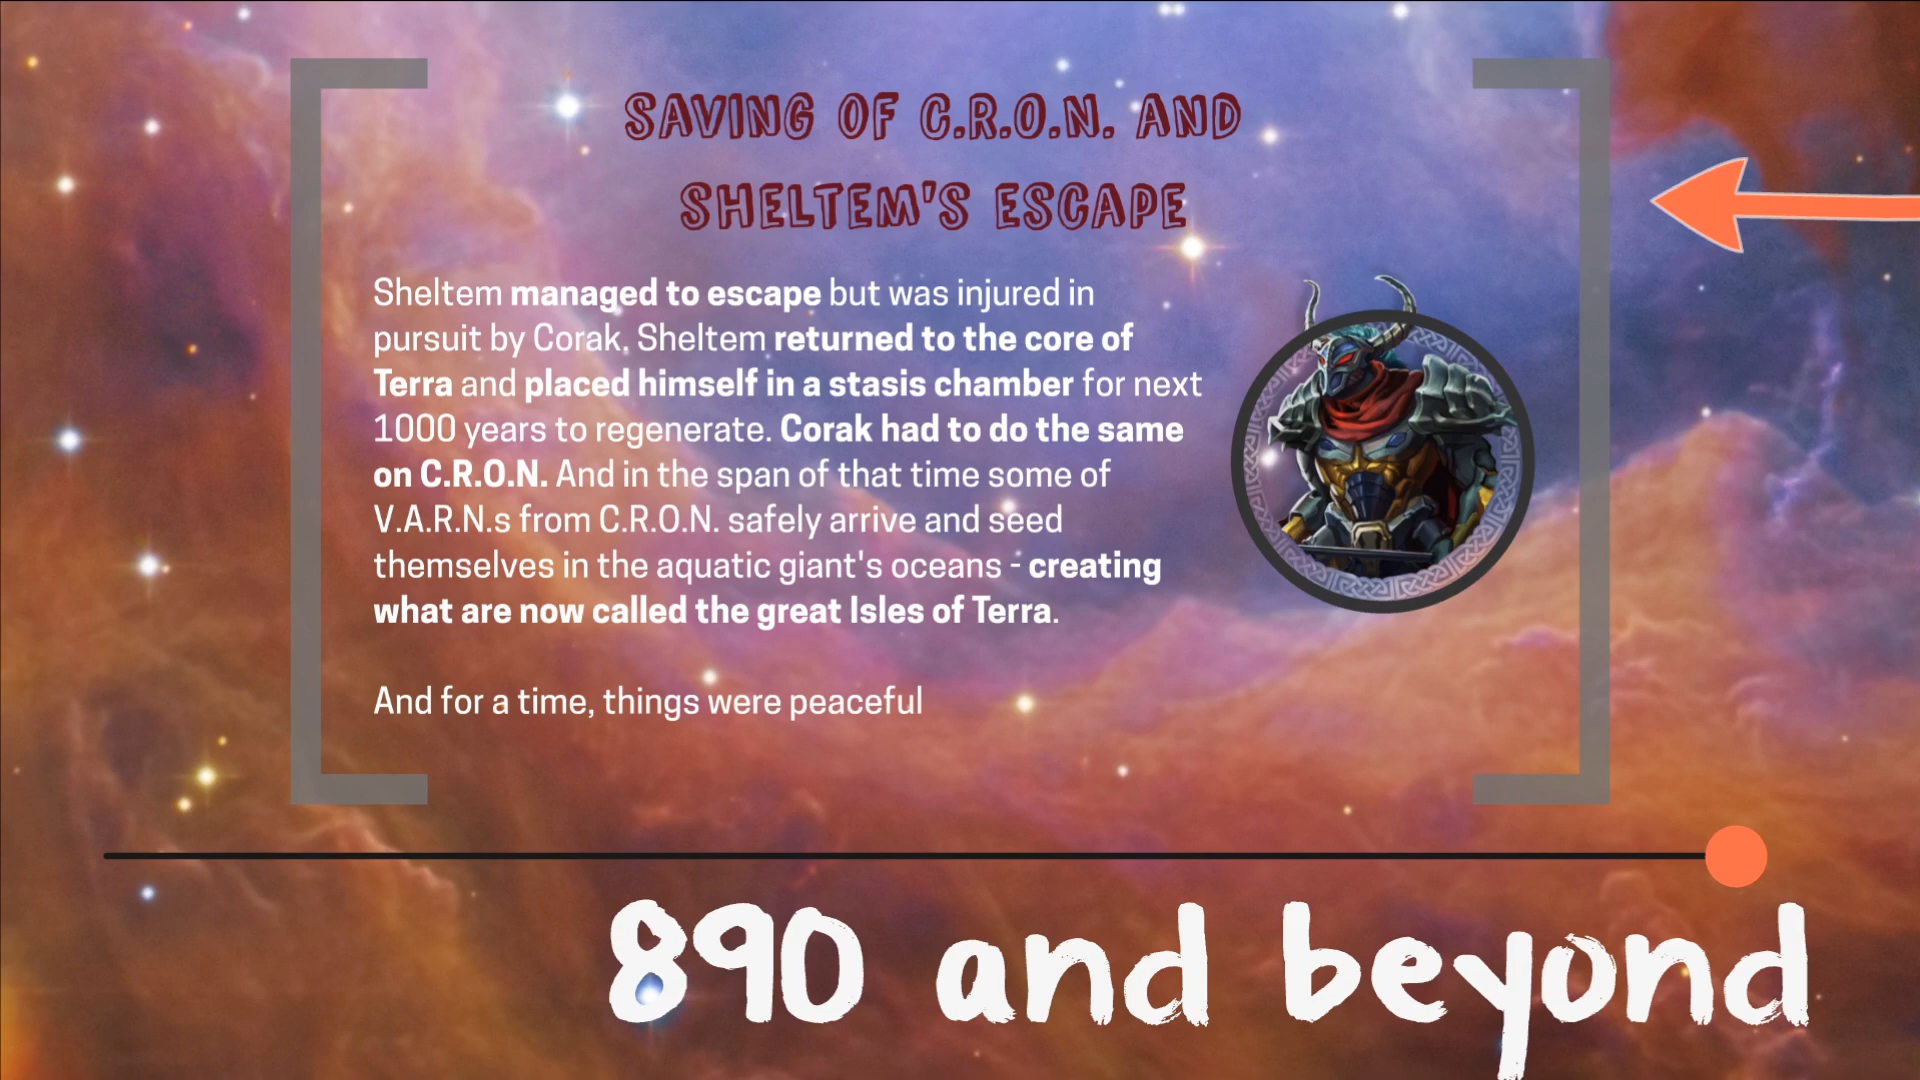 SAVING OF C.R.O.N. AND
SHELTEM'S ESCAPE
Sheltem managed to escape but was injured in
pursuit by Corak. Sheltem returned to the core of
Terra and placed himself in a stasis chamber for next
1000 years to regenerate. Corak had to do the same
on C.R.O.N. And in the span of that time some of
V.A.R.N.s from C.R.O.N. safely arrive and seed
themselves in the aquatic giant's oceans - creating
what are now called the great Isles of Terra.
And for a time, things were peaceful
890 and beyond